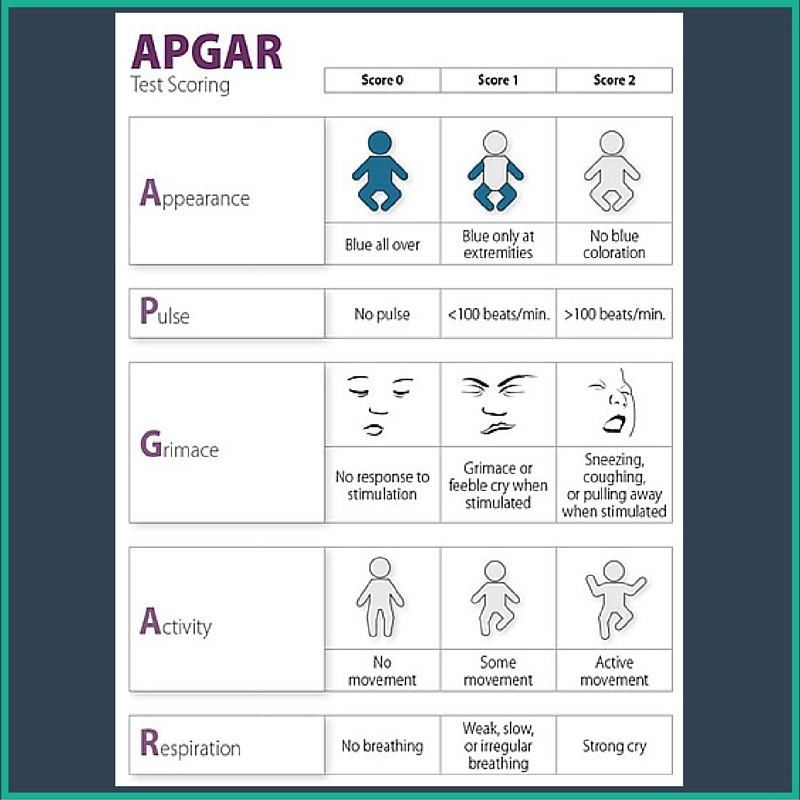 APGAR
Test Scoring
Score 0
Score 1
Score 2
Appearance
Blue all over
Blue only at
extremities
No blue
coloration
Pulse
No pulse
<100 beats/min.
>100 beats/min.
Grimace
No response to
stimulation
Grimace or
feeble cry when
stimulated
Sneezing,
coughing,
or pulling away
when stimulated
Activity
No
movement
Some
movement
Active
movement
Respiration
No breathing
Weak, slow,
or irregular
breathing
Strong cry